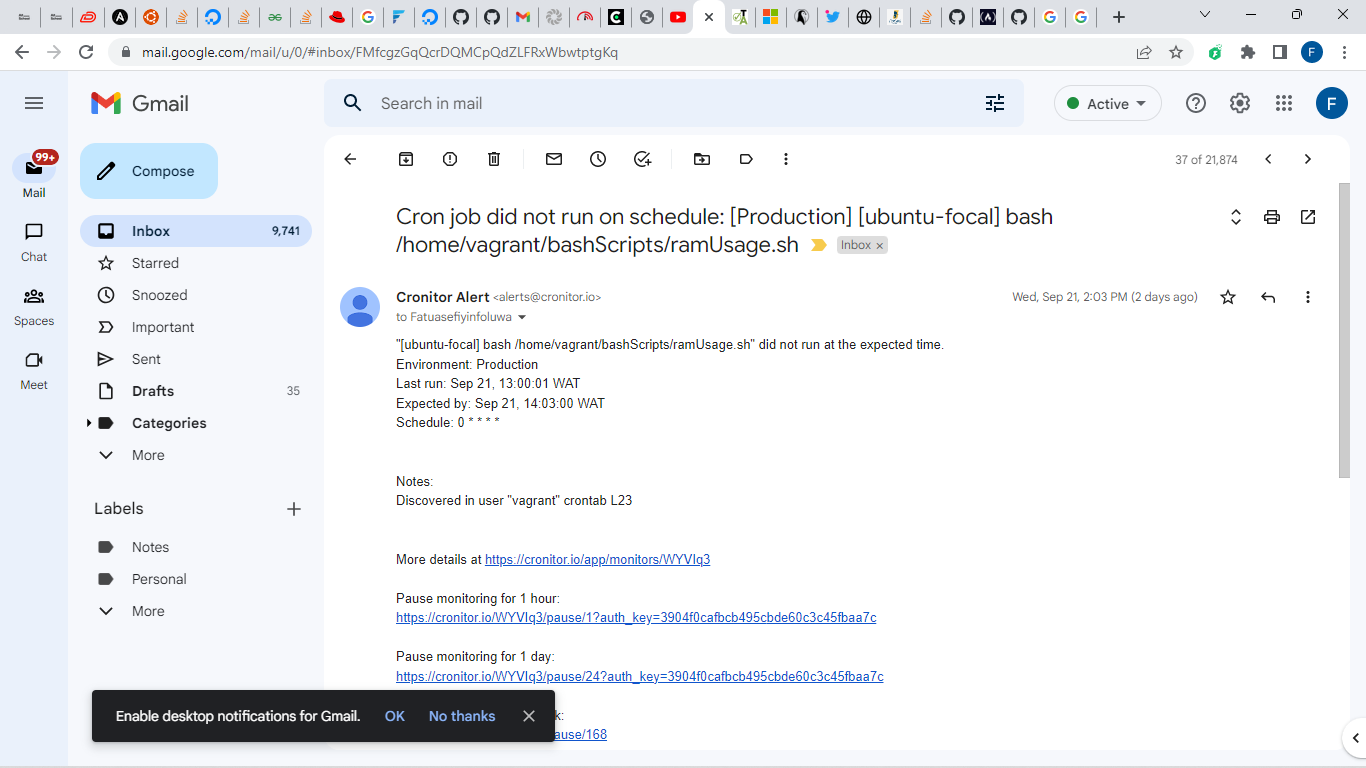 mail.google.com/mail/u/0/#inbox/FMfcgzGqQcrDQMCpQdZLFRxWbwtptgKq
F
Gmail
Search in mail
Active
F
99+
Mail
Chat
Spaces
Meet
Compose
Inbox 9,741
Starred
Snoozed
Important
Sent
Drafts 35
Categories
More
Labels
Notes
Personal
More
37 of 21,874
Cron job did not run on schedule: [Production] [ubuntu-focal] bash
/home/vagrant/bashScripts/ramUsage.sh Inbox
Cronitor Alert <alerts@cronitor.io> Wed, Sep 21, 2:03 PM (2 days ago)
to Fatuasefiyinfoluwa
"[ubuntu-focal] bash /home/vagrant/bashScripts/ramUsage.sh" did not run at the expected time.
Environment: Production
Last run: Sep 21, 13:00:01 WAT
Expected by: Sep 21, 14:03:00 WAT
Schedule: 0 * * * *
Notes:
Discovered in user "vagrant" crontab L23
More details at https://cronitor.io/app/monitors/WYVIq3
Pause monitoring for 1 hour:
https://cronitor.io/WYVIq3/pause/1?auth_key=3904f0cafbcb495cbde60c3c45fbaa7c
Pause monitoring for 1 day:
https://cronitor.io/WYVIq3/pause/24?auth_key=3904f0cafbcb495cbde60c3c45fbaa7c
k:
ause/168
Enable desktop notifications for Gmail. OK No thanks